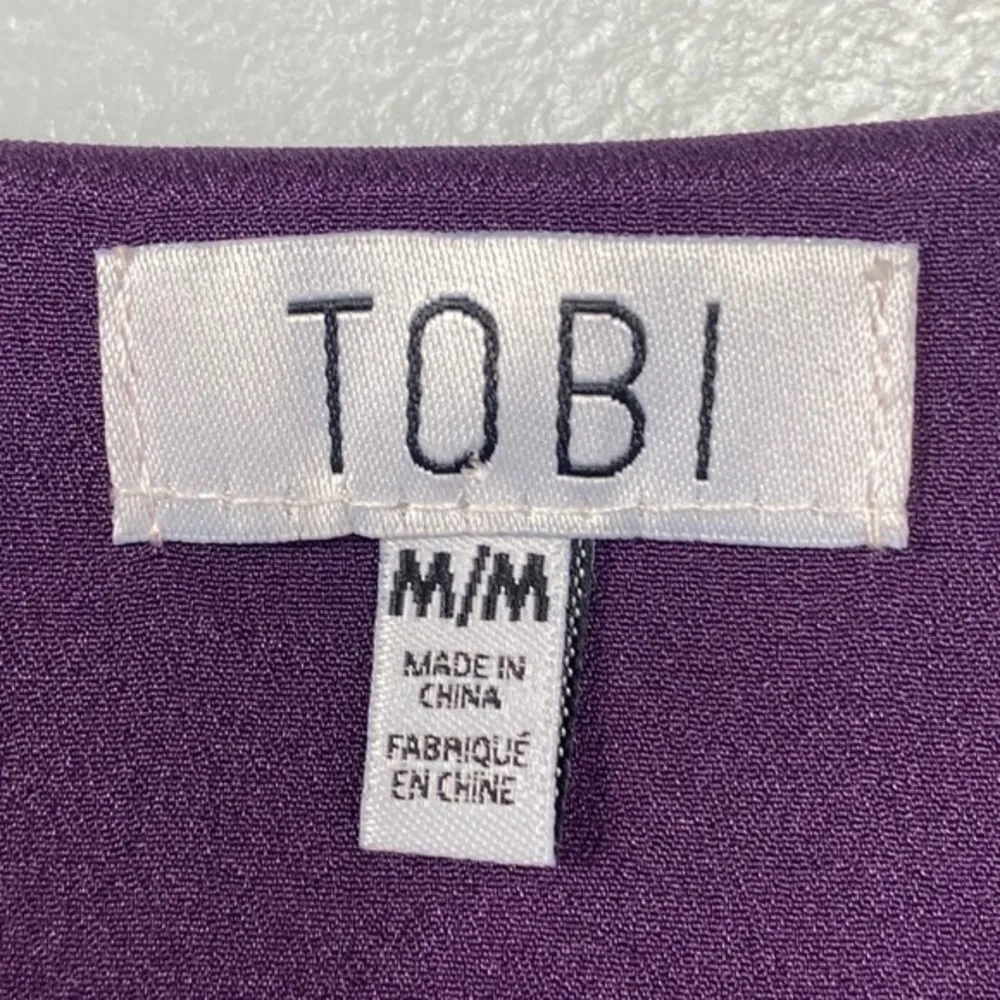 TOBI
M/M
MADE IN
CHINA
FABRIQUÉ
EN CHINE